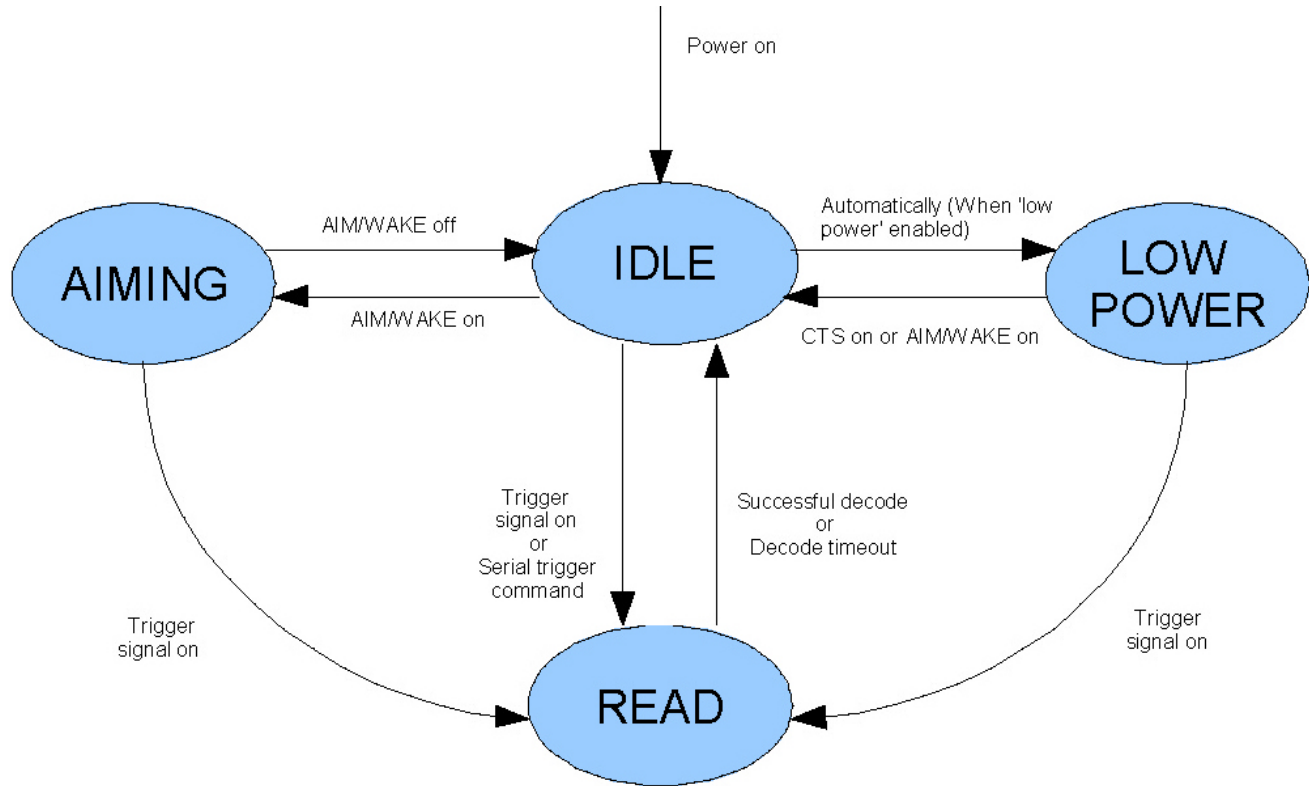 Power on
AIM/WAKE off
Automatically (When 'low
power' enabled)
AIMING
IDLE
LOW
POWER
AIM/WAKE on
CTS on or AIM/WAKE on
Trigger
signal on
or
Serial trigger
command
Successful decode
or
Decode timeout
Trigger
signal on
Trigger
signal on
READ